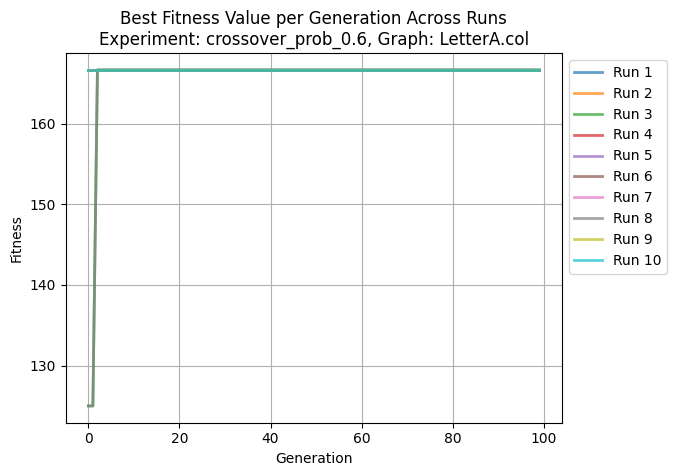 Best Fitness Value per Generation Across Runs
Experiment: crossover_prob_0.6, Graph: LetterA.col
Fitness
160
150
140
130
0 20 40 60 80 100
Generation
Run 1
Run 2
Run 3
Run 4
Run 5
Run 6
Run 7
Run 8
Run 9
Run 10